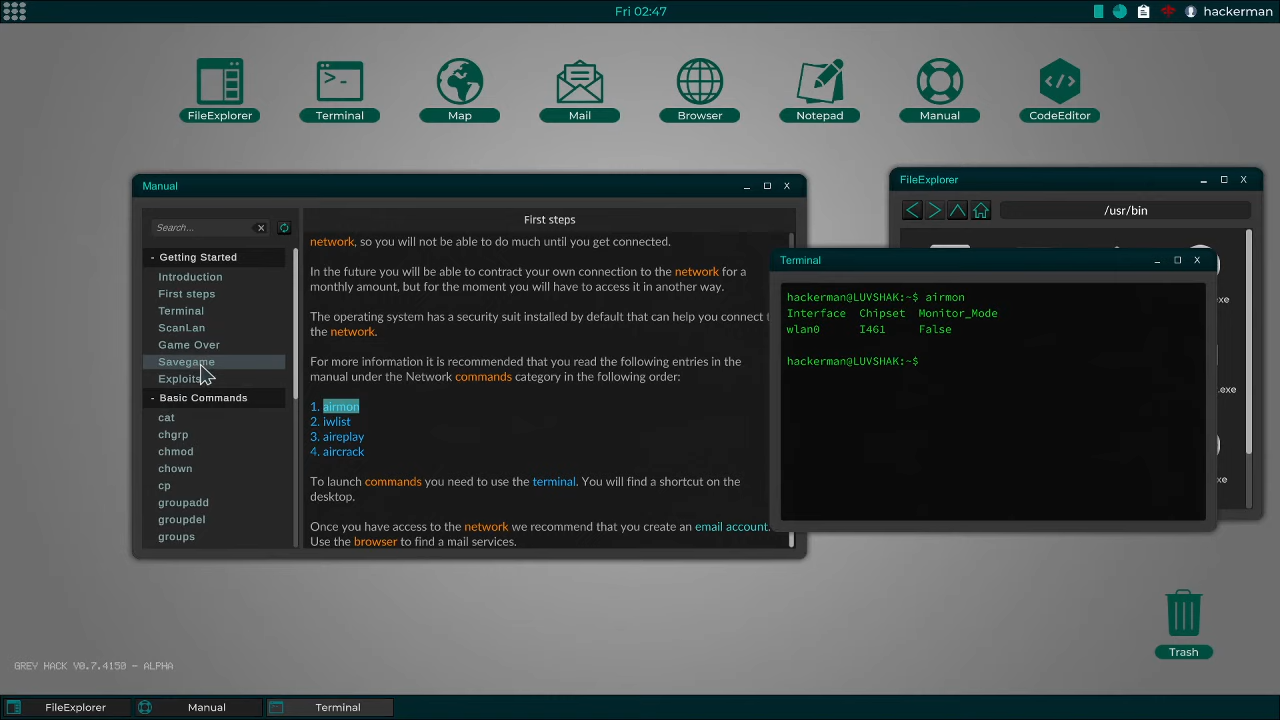 Fri 02:47
hackerman
FileExplorer
Terminal
Map
Mail
Browser
Notepad
Manual
CodeEditor
Manual
Search...
First steps
- Getting Started
Introduction
First steps
Terminal
ScanLan
Game Over
Savegame
Exploits
- Basic Commands
cat
chgrp
chmod
chown
cp
groupadd
groupdel
groups
network, so you will not be able to do much until you get connected.
In the future you will be able to contract your own connection to the network for a
monthly amount, but for the moment you will have to access it in another way.
The operating system has a security suit installed by default that can help you connect t
the network.
For more information it is recommended that you read the following entries in the
manual under the Network commands category in the following order:
1. airmon
2. iwlist
3. aireplay
4. aircrack
To launch commands you need to use the terminal. You will find a shortcut on the
desktop.
Once you have access to the network we recommend that you create an email account.
Use the browser to find a mail services.
FileExplorer
/usr/bin
xe
.exe
xe
Terminal
hackerman@LUVSHAK:~$ airmon
Interface Chipset Monitor_Mode
wlan0 I461 False
hackerman@LUVSHAK:~$
Trash
GREY HACK V0.7.4150 - ALPHA
FileExplorer
Manual
Terminal